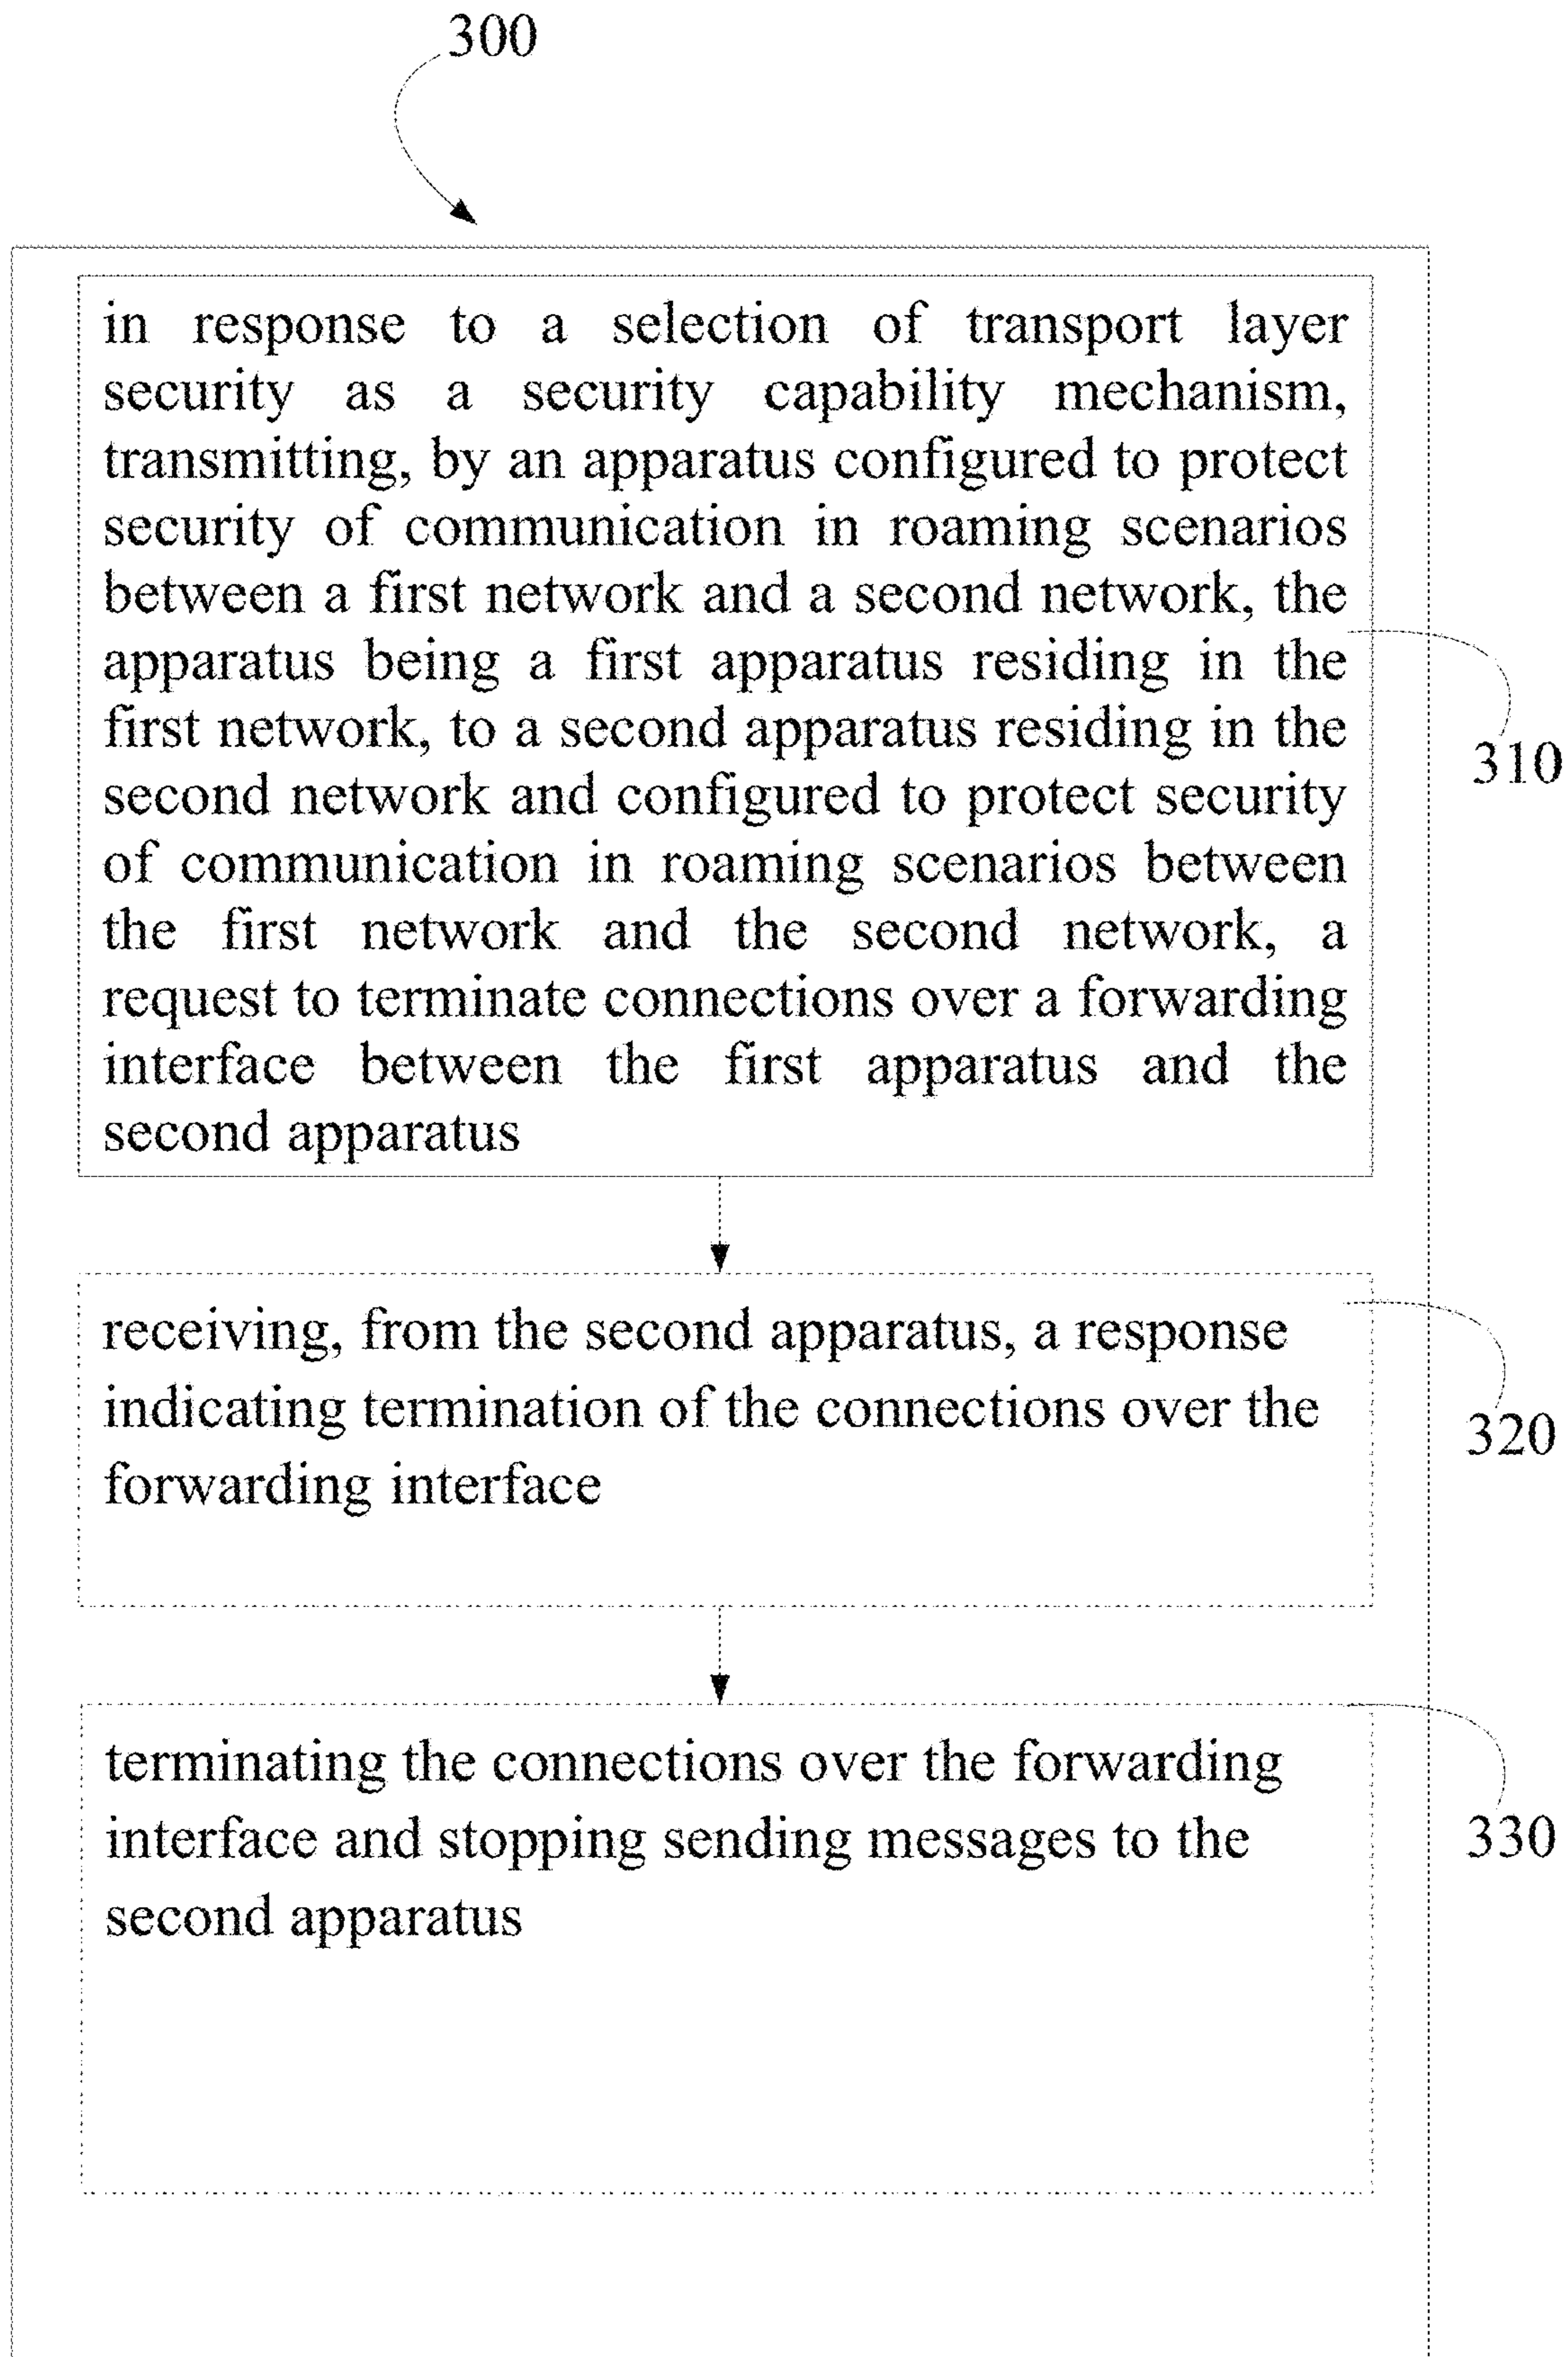 300
in response to a selection of transport layer
security as a security capability mechanism,
transmitting, by an apparatus configured to protect
security of communication in roaming scenarios
between a first network and a second network, the
apparatus being a first apparatus residing in the
first network, to a second apparatus residing in the
second network and configured to protect security
of communication in roaming scenarios between
the first network and the second network, a
request to terminate connections over a forwarding
interface between the first apparatus and the
second apparatus
310
receiving, from the second apparatus, a response
indicating termination of the connections over the
forwarding interface
320
terminating the connections over the forwarding
interface and stopping sending messages to the
second apparatus
330